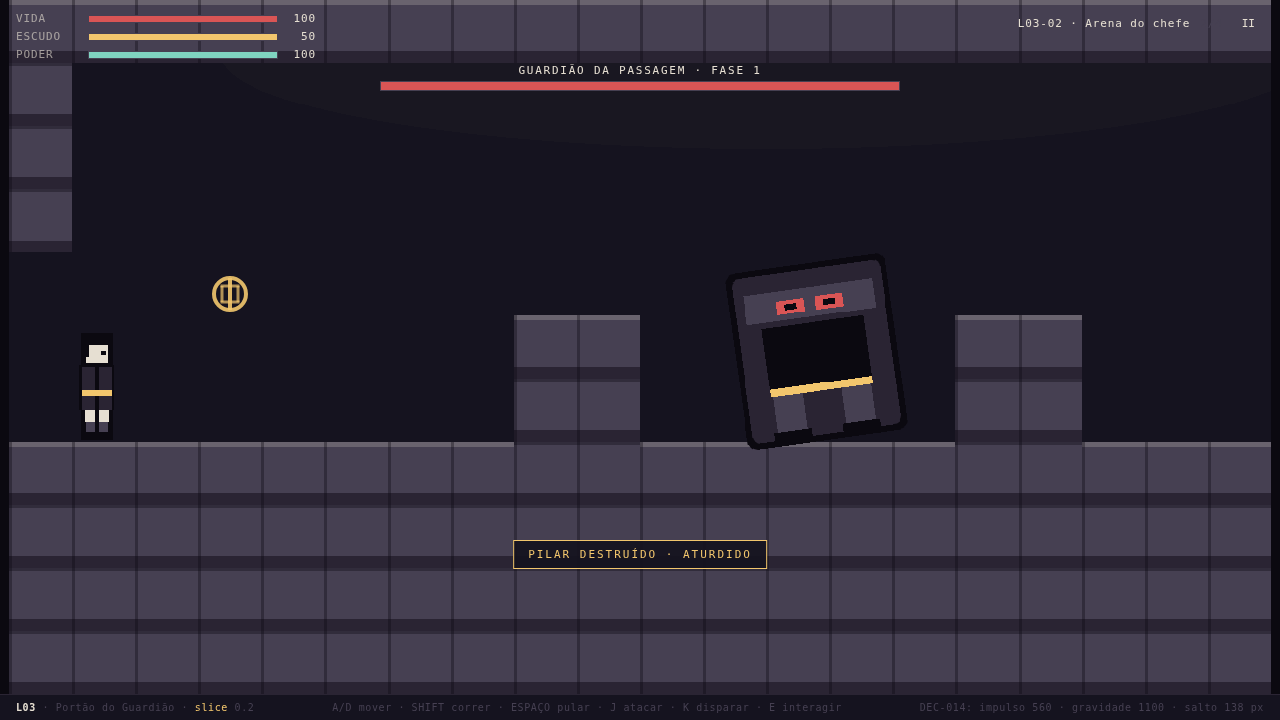 VIDA 100
ESCUDO 50
PODER 100
L03-02 · Arena do chefe II
GUARDIÃO DA PASSAGEM · FASE 1
PILAR DESTRUÍDO · ATURDIDO
L03 · Portão do Guardião · slice 0.2
A/D mover · SHIFT correr · ESPAÇO pular · J atacar · K disparar · E interagir
DEC-014: impulso 560 · gravidade 1100 · salto 138 px